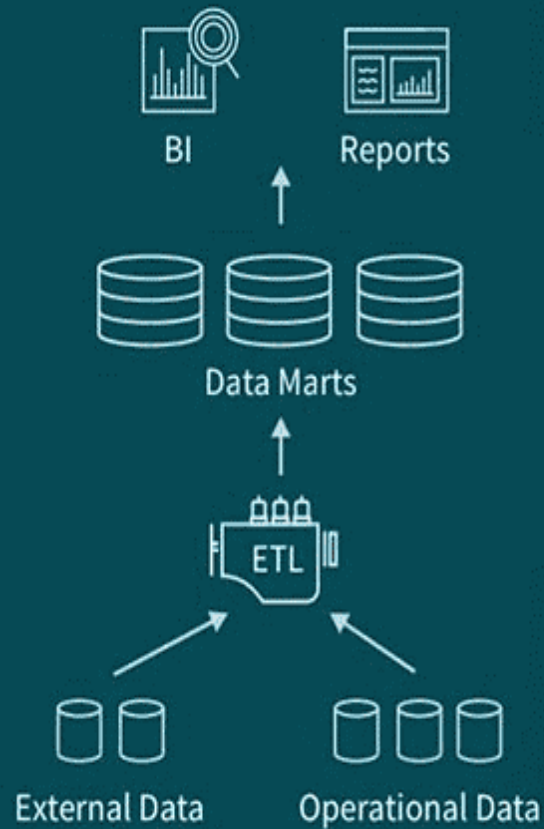 BI
Reports
Data Marts
ETL
External Data
Operational Data